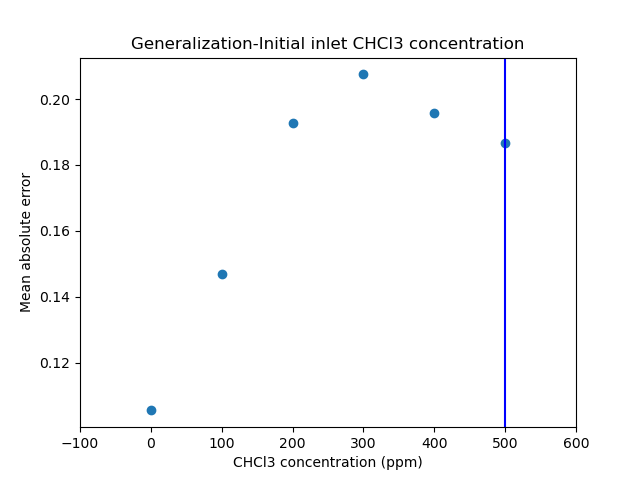 Generalization-Initial inlet CHCl3 concentration
Mean absolute error
0.20
0.18
0.16
0.14
0.12
−100 0 100 200 300 400 500 600
CHCl3 concentration (ppm)